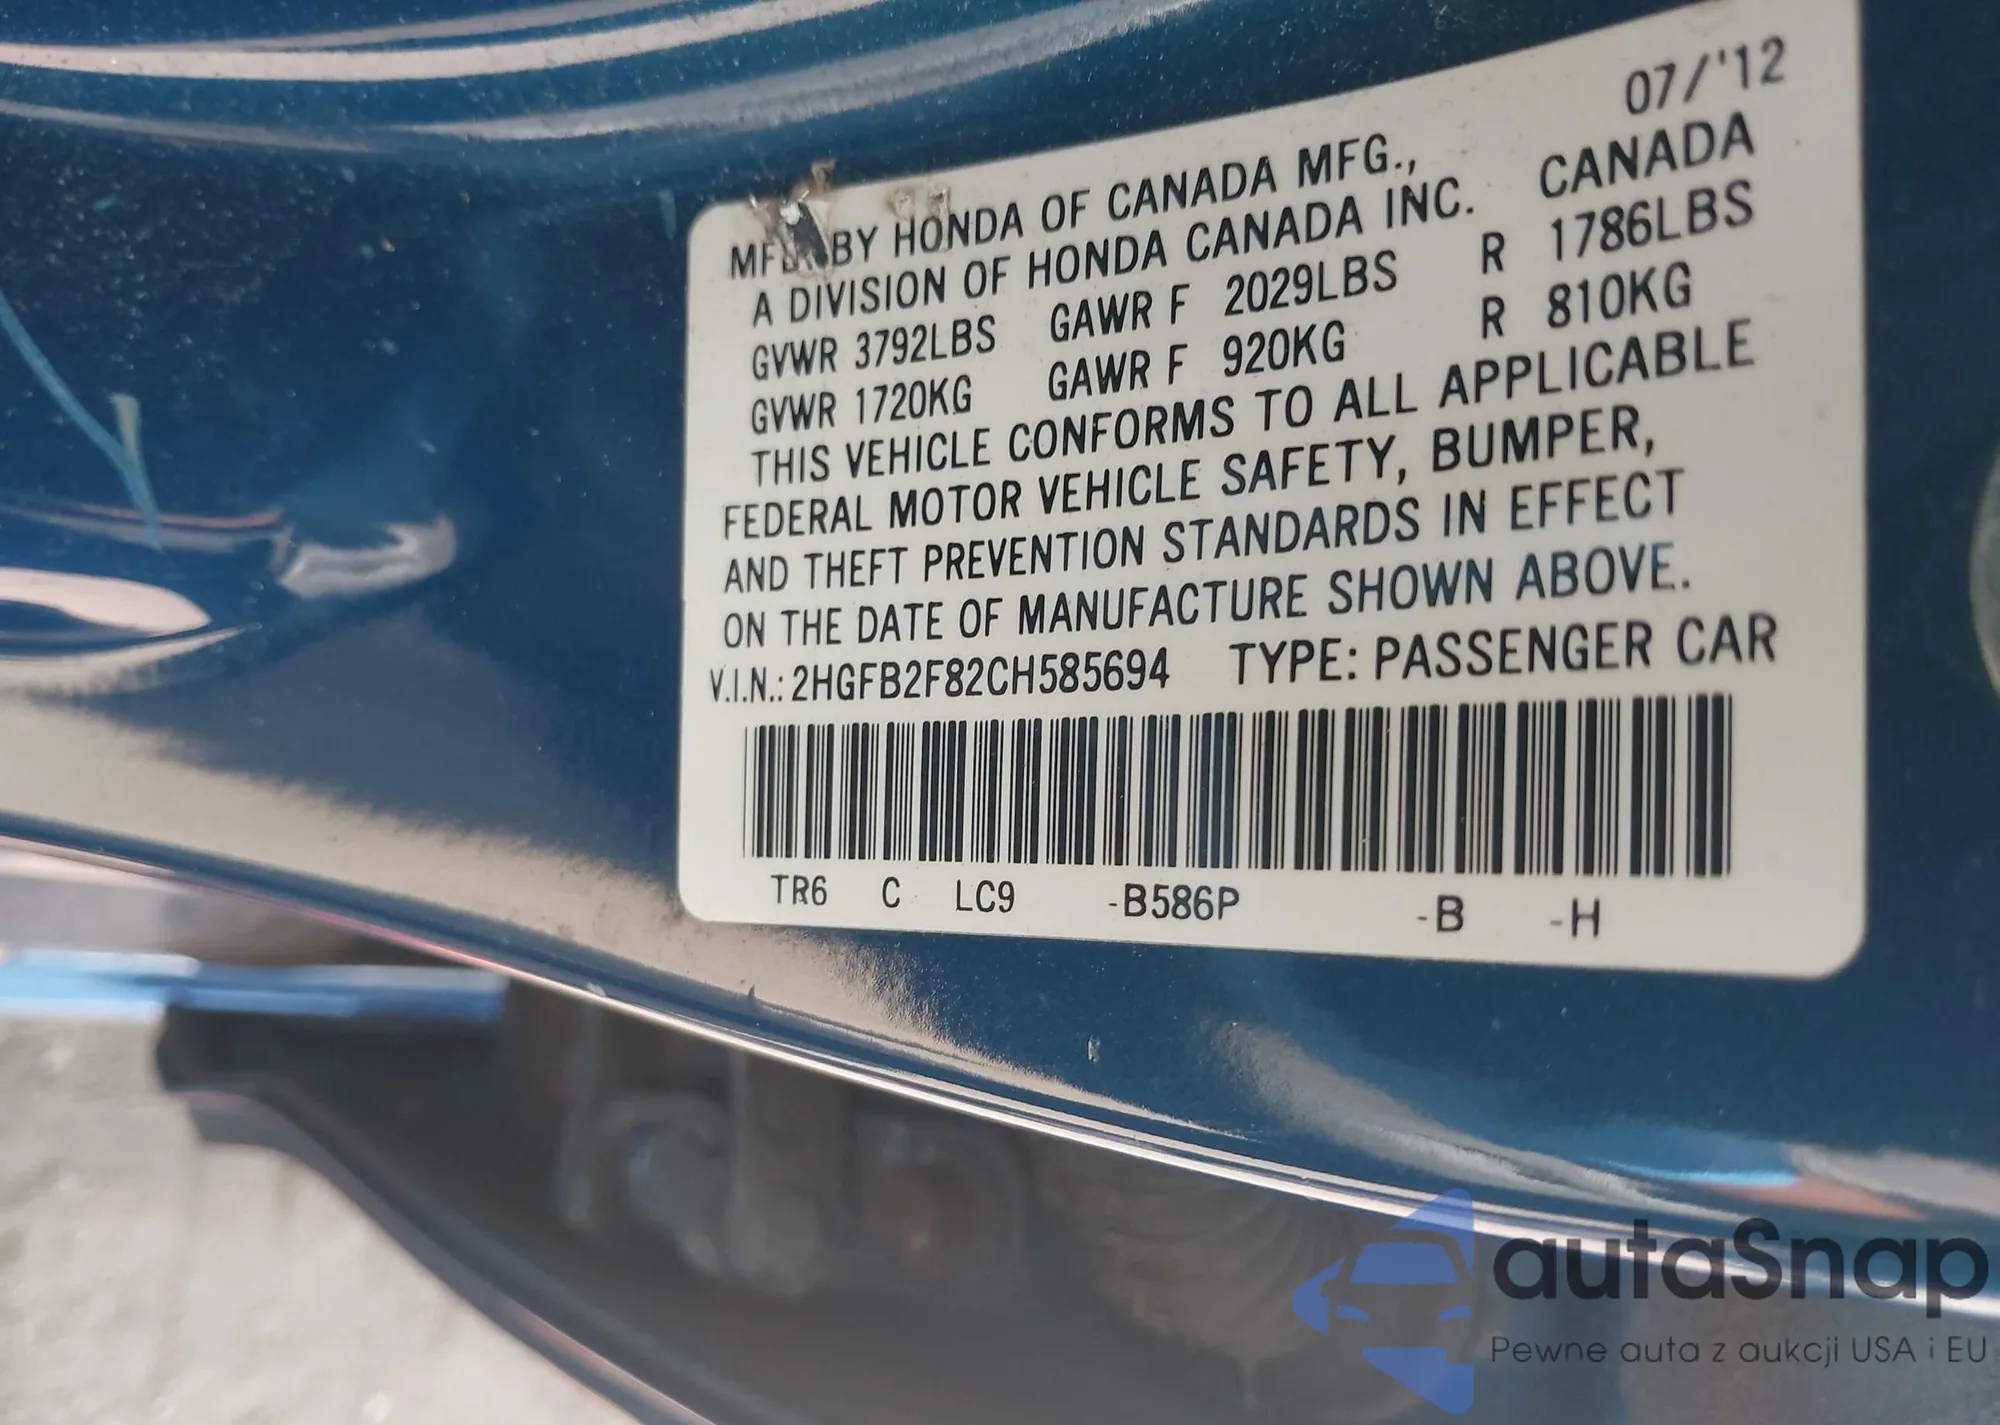 07/'12
MFD. BY HONDA OF CANADA MFG.,
A DIVISION OF HONDA CANADA INC. CANADA
GVWR 3792LBS GAWR F 2029LBS R 1786LBS
GVWR 1720KG GAWR F 920KG R 810KG
THIS VEHICLE CONFORMS TO ALL APPLICABLE
FEDERAL MOTOR VEHICLE SAFETY, BUMPER,
AND THEFT PREVENTION STANDARDS IN EFFECT
ON THE DATE OF MANUFACTURE SHOWN ABOVE.
V.I.N.: 2HGFB2F82CH585694 TYPE: PASSENGER CAR
TR6 C LC9 -B586P -B -H
autaSnap
Pewne auta z aukcji USA i EU